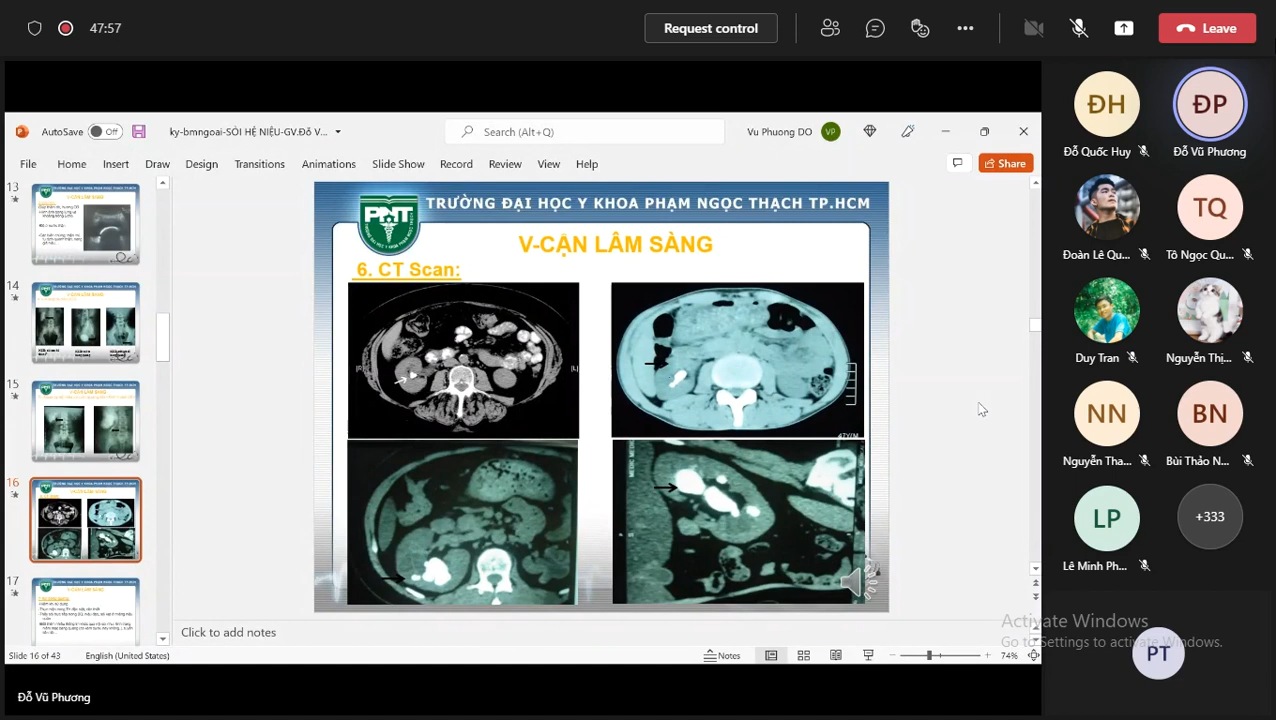 47:57
Request control
Leave
AutoSave
Off
ky-bmngoai-SỎI HỆ NIỆU-GV.Đỗ V...
Search (Alt+Q)
Vu Phuong DO
VP
File Home Insert Draw Design Transitions Animations Slide Show Record Review View Help
Share
13
14
15
16
17
TRƯỜNG ĐẠI HỌC Y KHOA PHẠM NGỌC THẠCH TP.HCM
PNT
V-CẬN LÂM SÀNG
6. CT Scan:
[R]
[L]
47Y/M
Click to add notes
Slide 16 of 43
English (United States)
Notes
74%
Đỗ Vũ Phương
ĐH
ĐP
Đỗ Quốc Huy
Đỗ Vũ Phương
TQ
Đoàn Lê Qu...
Tô Ngọc Qu...
Duy Tran
Nguyễn Thị...
NN
BN
Nguyễn Tha...
Bùi Thảo N...
LP
+333
Lê Minh Ph...
Activate Windows
Go to Settings to activate Windows.
PT